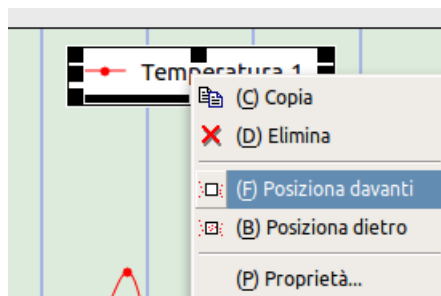 Temperatura 1
(C) Copia
(D) Elimina
(F) Posiziona davanti
(B) Posiziona dietro
(P) Proprietà...